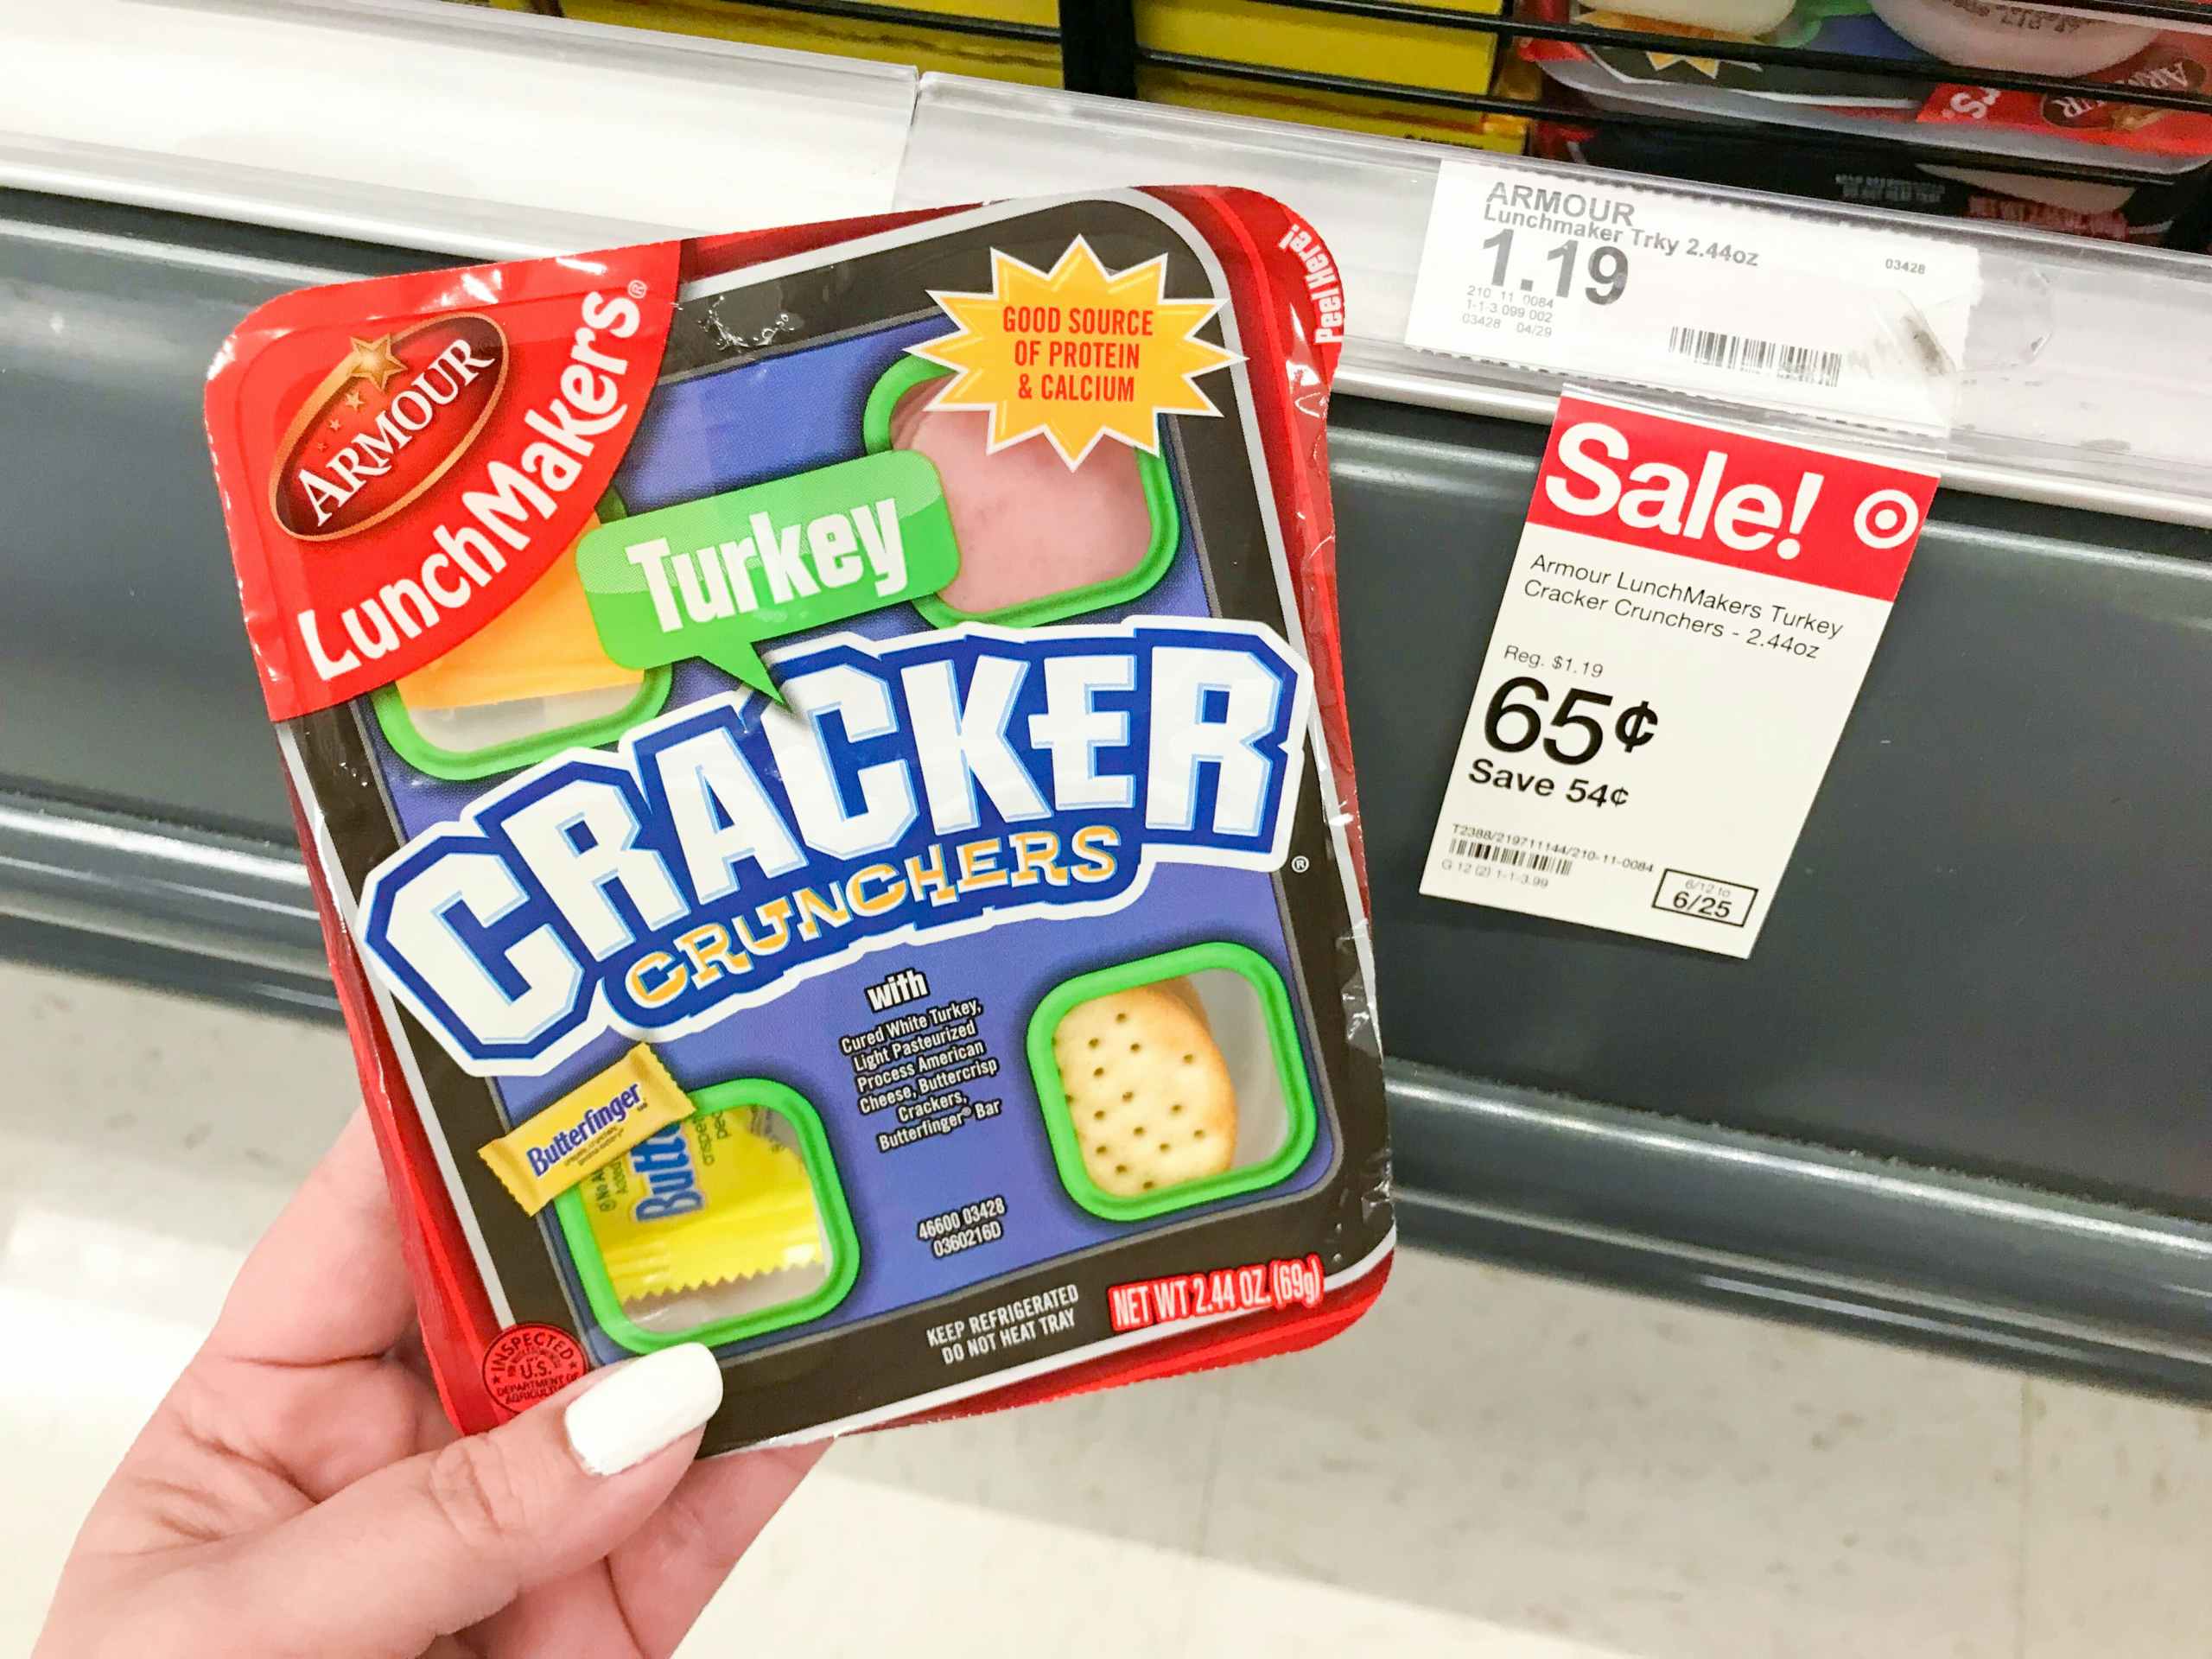 ARMOUR
LunchMakers®
Peel Here!
GOOD SOURCE
OF PROTEIN
& CALCIUM
Turkey
CRACKER
CRUNCHERS
®
with
Cured White Turkey,
Light Pasteurized
Process American
Cheese, Buttercrisp
Crackers,
Butterfinger® Bar
Butterfinger
46600 03428
0360216D
KEEP REFRIGERATED
DO NOT HEAT TRAY
NET WT 2.44 OZ. (69g)
INSPECTED
U.S.
DEPARTMENT OF
ARMOUR
Lunchmaker Trky 2.44oz
1.19
03428
210 11 0084
1-1-3 099 002
03428 04/29
Sale!
Armour LunchMakers Turkey
Cracker Crunchers - 2.44oz
Reg. $1.19
65¢
Save 54¢
T2388/219711144/210-11-0084
G 12 (2) 1-1-3.99
6/12 to
6/25